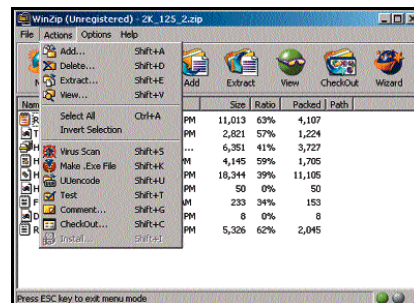 WinZip (Unregistered) - 2K_125_2.zip
File Actions Options Help
Add... Shift+A
Delete... Shift+D
Extract... Shift+E
View... Shift+V
Select All Ctrl+A
Invert Selection
Virus Scan Shift+S
Make .Exe File Shift+K
UUencode Shift+U
Test Shift+T
Comment... Shift+G
CheckOut... Shift+C
Install... Shift+I
Add Extract View CheckOut Wizard
Size Ratio Packed Path
PM 11,013 63% 4,107
PM 2,821 57% 1,224
... 6,351 41% 3,727
PM 4,145 59% 1,705
PM 18,344 39% 11,105
PM 50 0% 50
233 34% 153
PM 8 0% 8
PM 5,326 62% 2,045
Press ESC key to exit menu mode